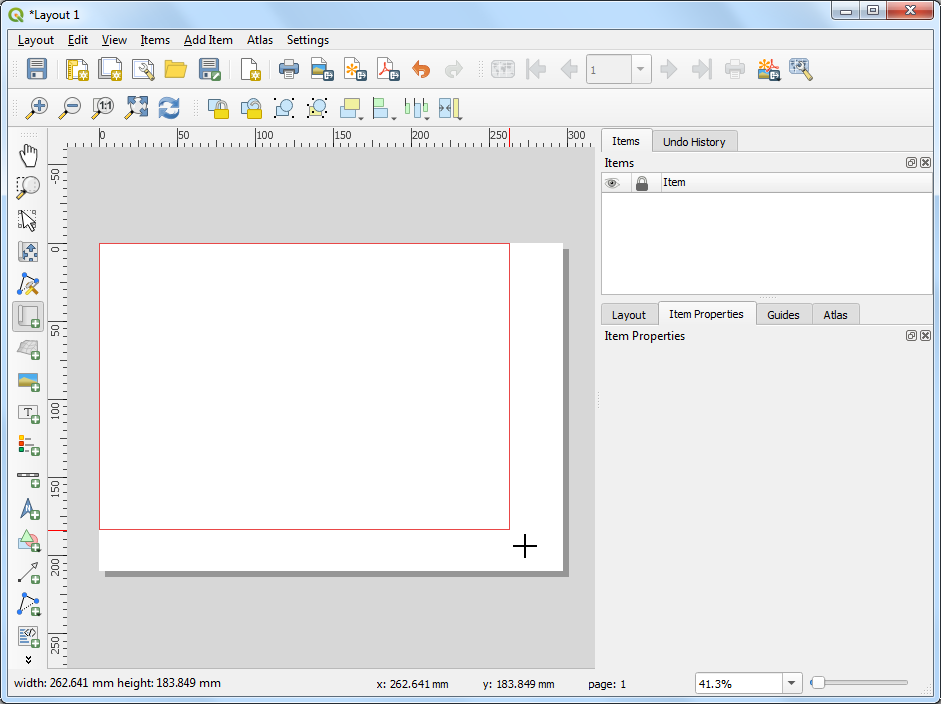 *Layout 1
Layout Edit View Items Add Item Atlas Settings
1
1:1
0 50 100 150 200 250 300
Items Undo History
Items
Item
-50
0
50
100
150
200
250
Layout Item Properties Guides Atlas
Item Properties
T
width: 262.641 mm height: 183.849 mm x: 262.641 mm y: 183.849 mm page: 1 41.3%